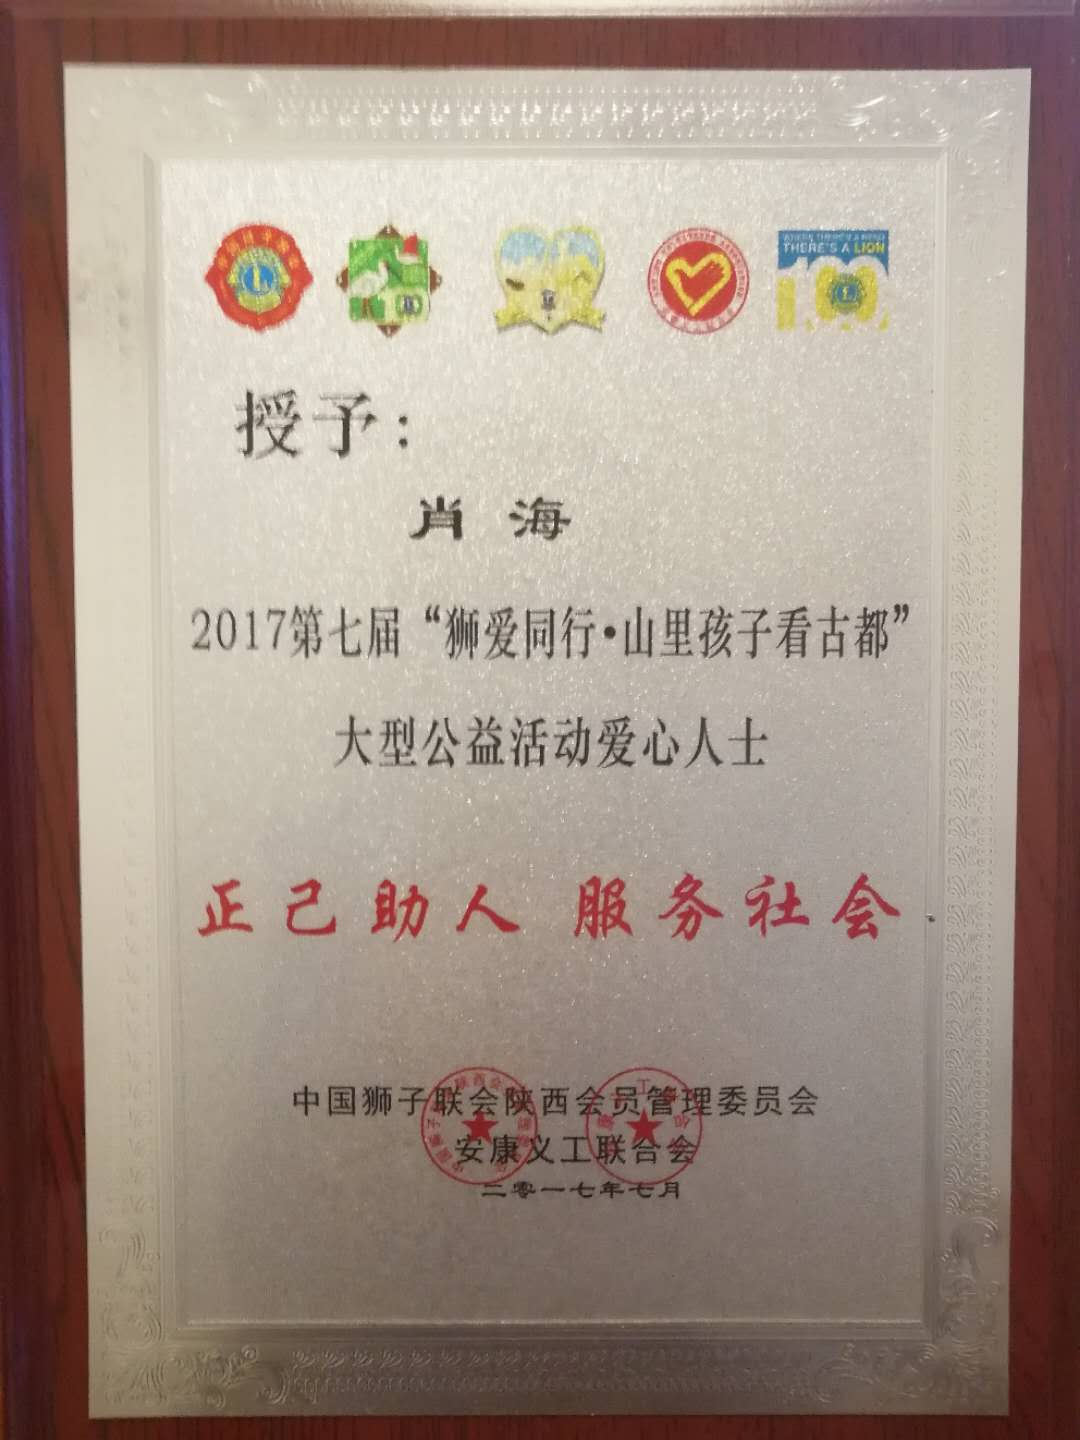 WHERE THERE'S A NEED
THERE'S A LION
授予：
肖海
2017第七届“狮爱同行•山里孩子看古都”
大型公益活动爱心人士
正己助人 服务社会
中国狮子联会陕西会员管理委员会
安康义工联合会
二零一七年七月